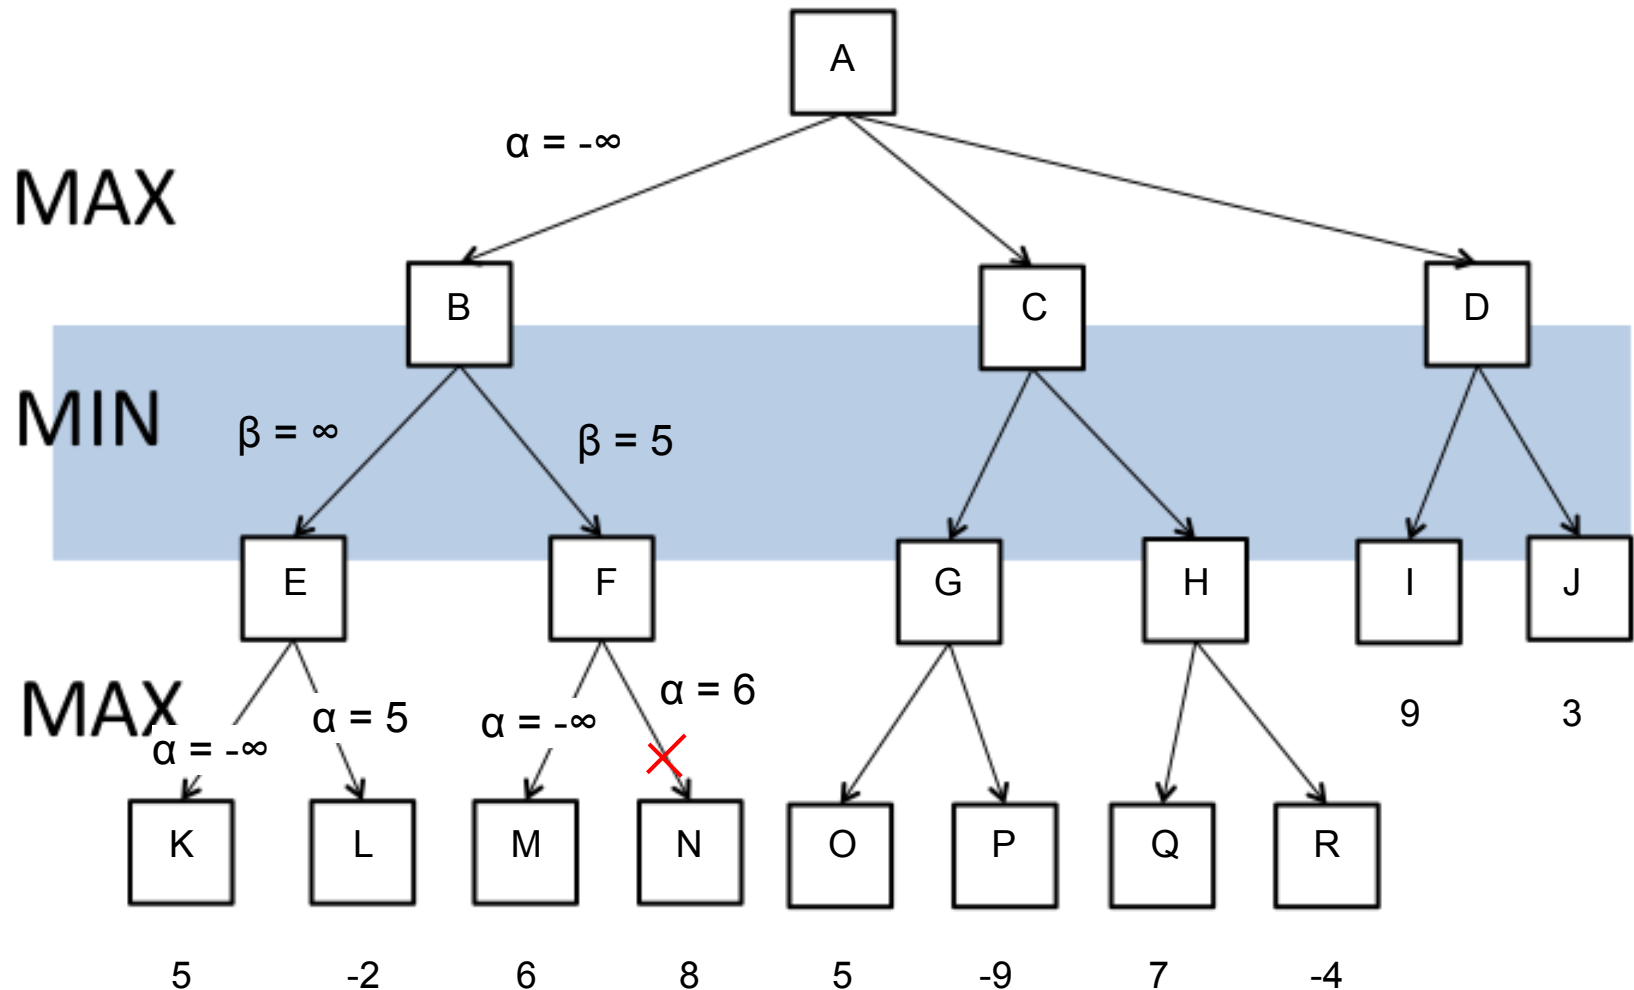 A
α = -∞
MAX
B
C
D
MIN
β = ∞
β = 5
E
F
G
H
I
J
MAX
α = -∞
α = 5
α = -∞
α = 6
9
3
K
L
M
N
O
P
Q
R
5
-2
6
8
5
-9
7
-4